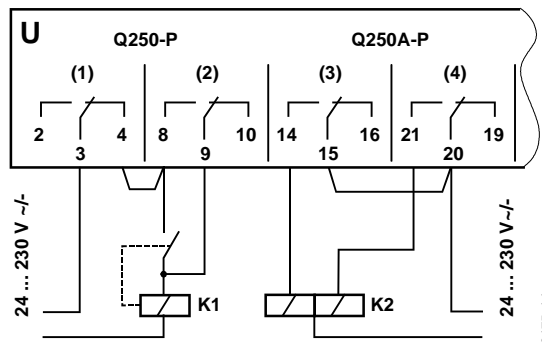 U
Q250-P Q250A-P
(1) (2) (3) (4)
2 4 8 10 14 16 21 19
3 9 15 20
24 ... 230 V ~/-
K1 K2
24 ... 230 V ~/-